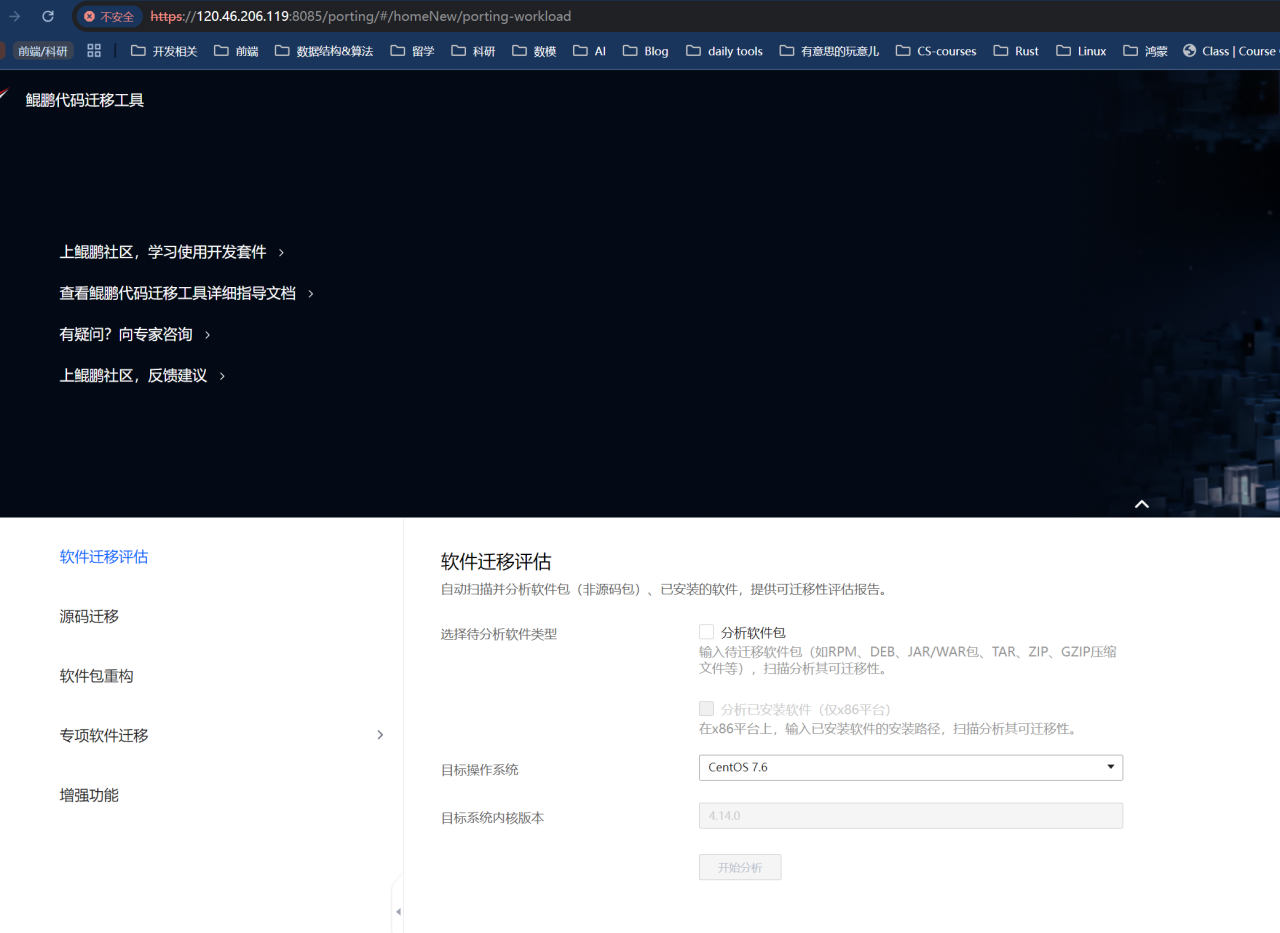 不安全 https://120.46.206.119:8085/porting/#/homeNew/porting-workload
前端/科研 开发相关 前端 数据结构&算法 留学 科研 数模 AI Blog daily tools 有意思的玩意儿 CS-courses Rust Linux 鸿蒙 Class | Course
鲲鹏代码迁移工具
上鲲鹏社区，学习使用开发套件
查看鲲鹏代码迁移工具详细指导文档
有疑问？向专家咨询
上鲲鹏社区，反馈建议
软件迁移评估
源码迁移
软件包重构
专项软件迁移
增强功能
软件迁移评估
自动扫描并分析软件包（非源码包）、已安装的软件，提供可迁移性评估报告。
选择待分析软件类型
分析软件包
输入待迁移软件包（如RPM、DEB、JAR/WAR包、TAR、ZIP、GZIP压缩
文件等），扫描分析其可迁移性。
分析已安装软件（仅x86平台）
在x86平台上，输入已安装软件的安装路径，扫描分析其可迁移性。
目标操作系统
CentOS 7.6
目标系统内核版本
4.14.0
开始分析